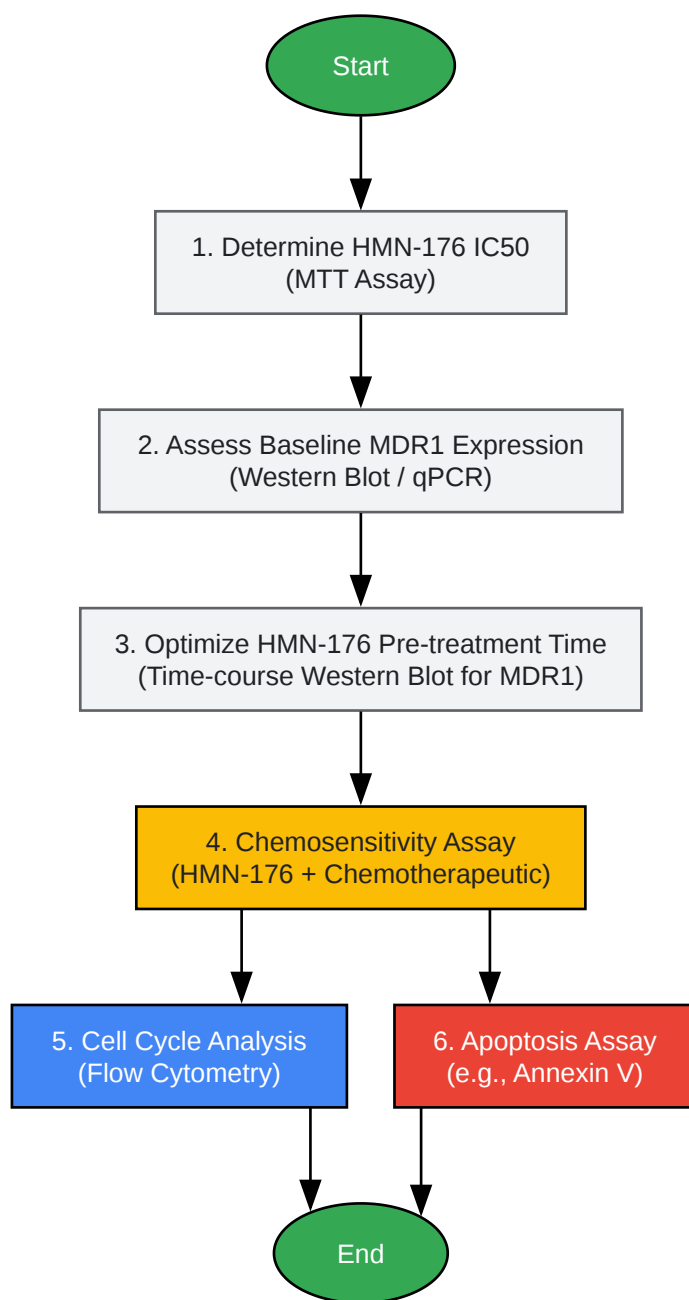 Start
1. Determine HMN-176 IC50
(MTT Assay)
2. Assess Baseline MDR1 Expression
(Western Blot / qPCR)
3. Optimize HMN-176 Pre-treatment Time
(Time-course Western Blot for MDR1)
4. Chemosensitivity Assay
(HMN-176 + Chemotherapeutic)
5. Cell Cycle Analysis
(Flow Cytometry)
6. Apoptosis Assay
(e.g., Annexin V)
End